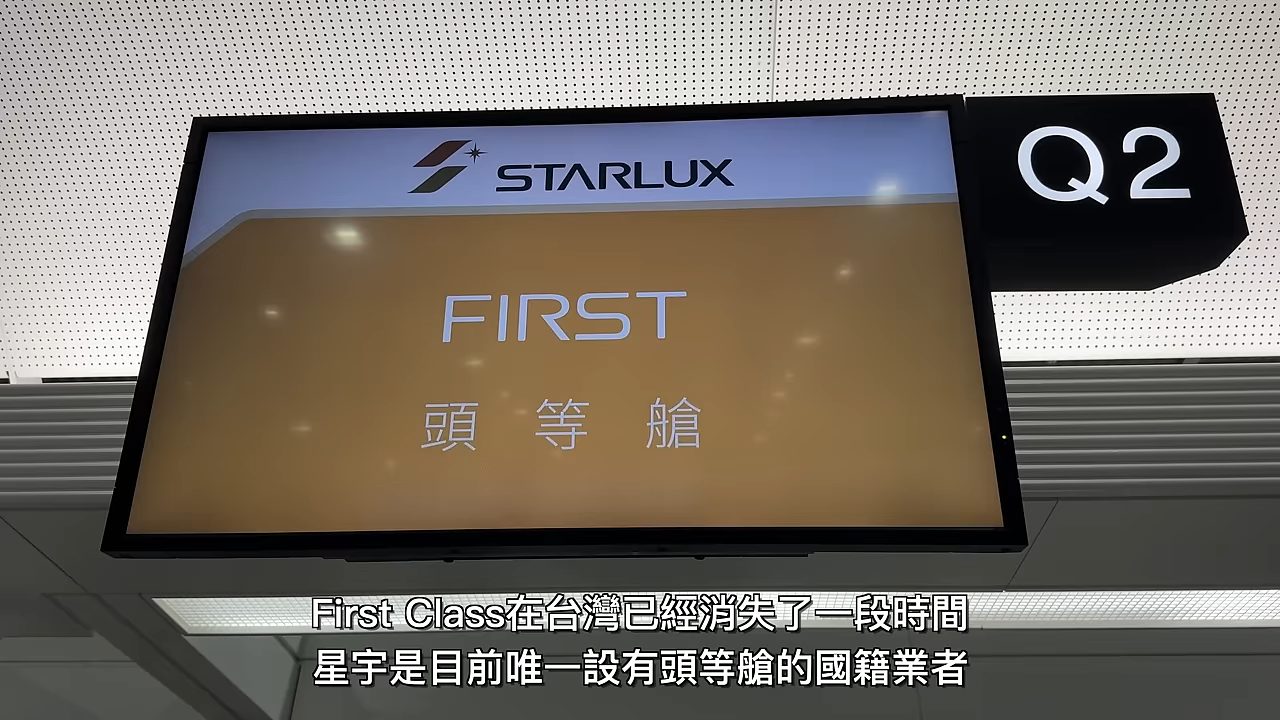 STARLUX
Q2
FIRST
頭等艙
First Class在台灣已經消失了一段時間
星宇是目前唯一設有頭等艙的國籍業者